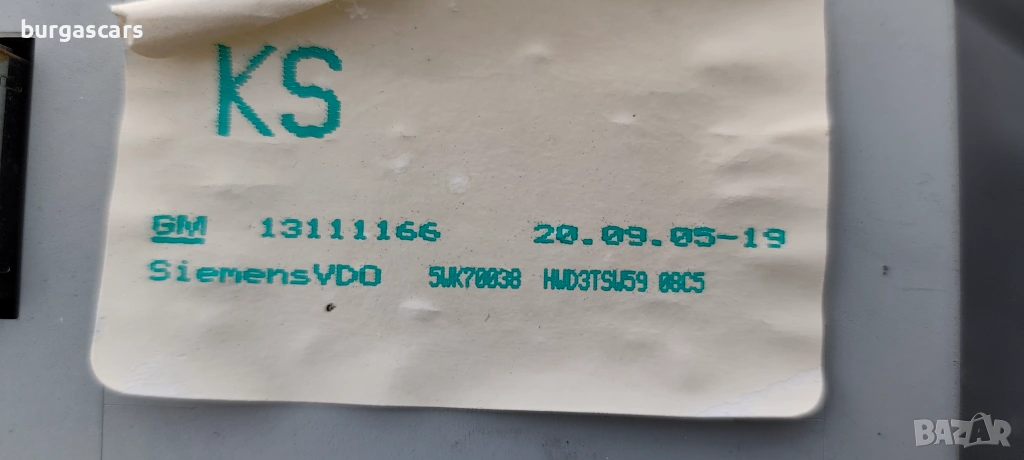 burgascars
KS
GM 13111166 20.09.05-19
SiemensVDO 5WK70038 HWD3TSW59 08C5
BAZAR